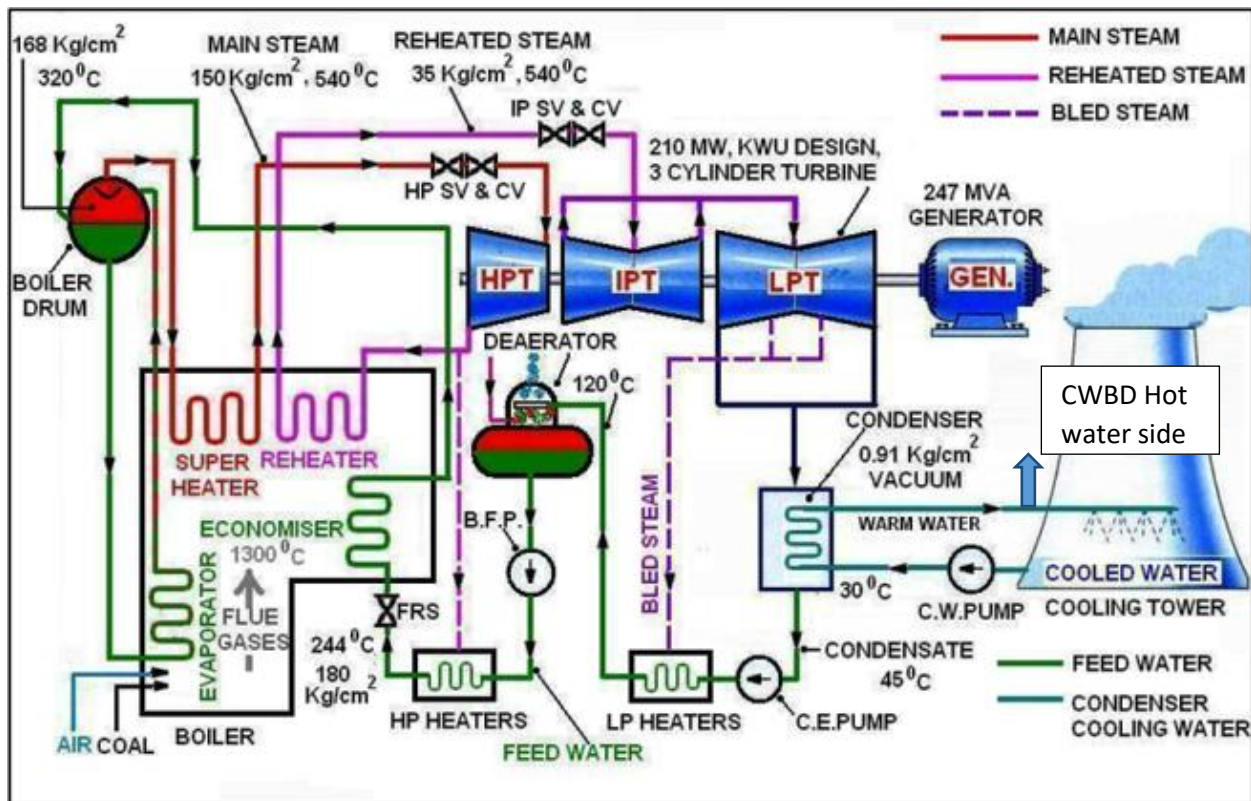 168 Kg/cm²
320⁰C
MAIN STEAM
150 Kg/cm², 540⁰C
REHEATED STEAM
35 Kg/cm², 540⁰C
IP SV & CV
HP SV & CV
MAIN STEAM
REHEATED STEAM
BLED STEAM
210 MW, KWU DESIGN,
3 CYLINDER TURBINE
247 MVA
GENERATOR
BOILER
DRUM
HPT
IPT
LPT
GEN.
DEAERATOR
120⁰C
CWBD Hot
water side
SUPER
HEATER
REHEATER
CONDENSER
0.91 Kg/cm²
VACUUM
WARM WATER
ECONOMISER
1300⁰C
B.F.P.
BLED STEAM
EVAPORATOR
FLUE
GASES
FRS
30⁰C
C.W.PUMP
COOLED WATER
COOLING TOWER
244⁰C
180
Kg/cm²
CONDENSATE
45⁰C
HP HEATERS
LP HEATERS
C.E.PUMP
FEED WATER
AIR
COAL
BOILER
FEED WATER
CONDENSER
COOLING WATER